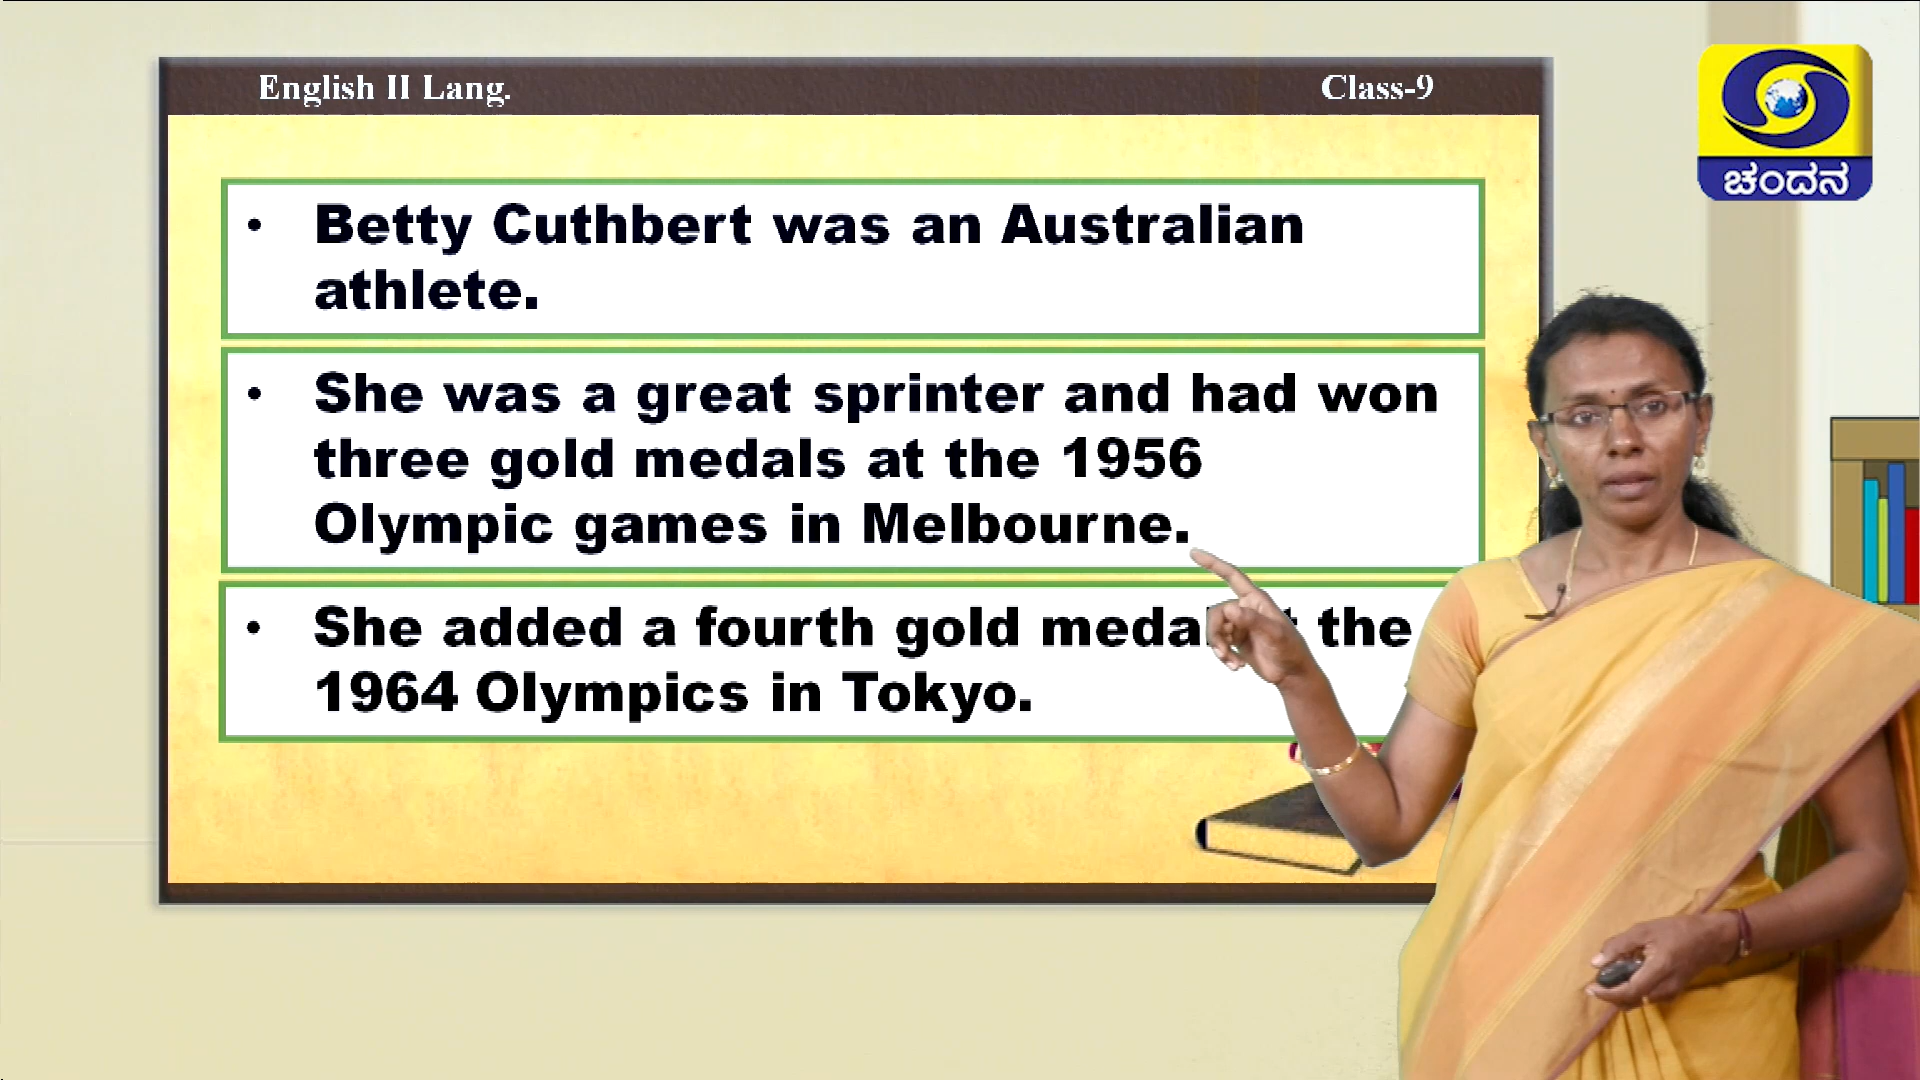 English II Lang.
Class-9
ಚಂದನ
• Betty Cuthbert was an Australian
athlete.
• She was a great sprinter and had won
three gold medals at the 1956
Olympic games in Melbourne.
• She added a fourth gold the
1964 Olympics in Tokyo.